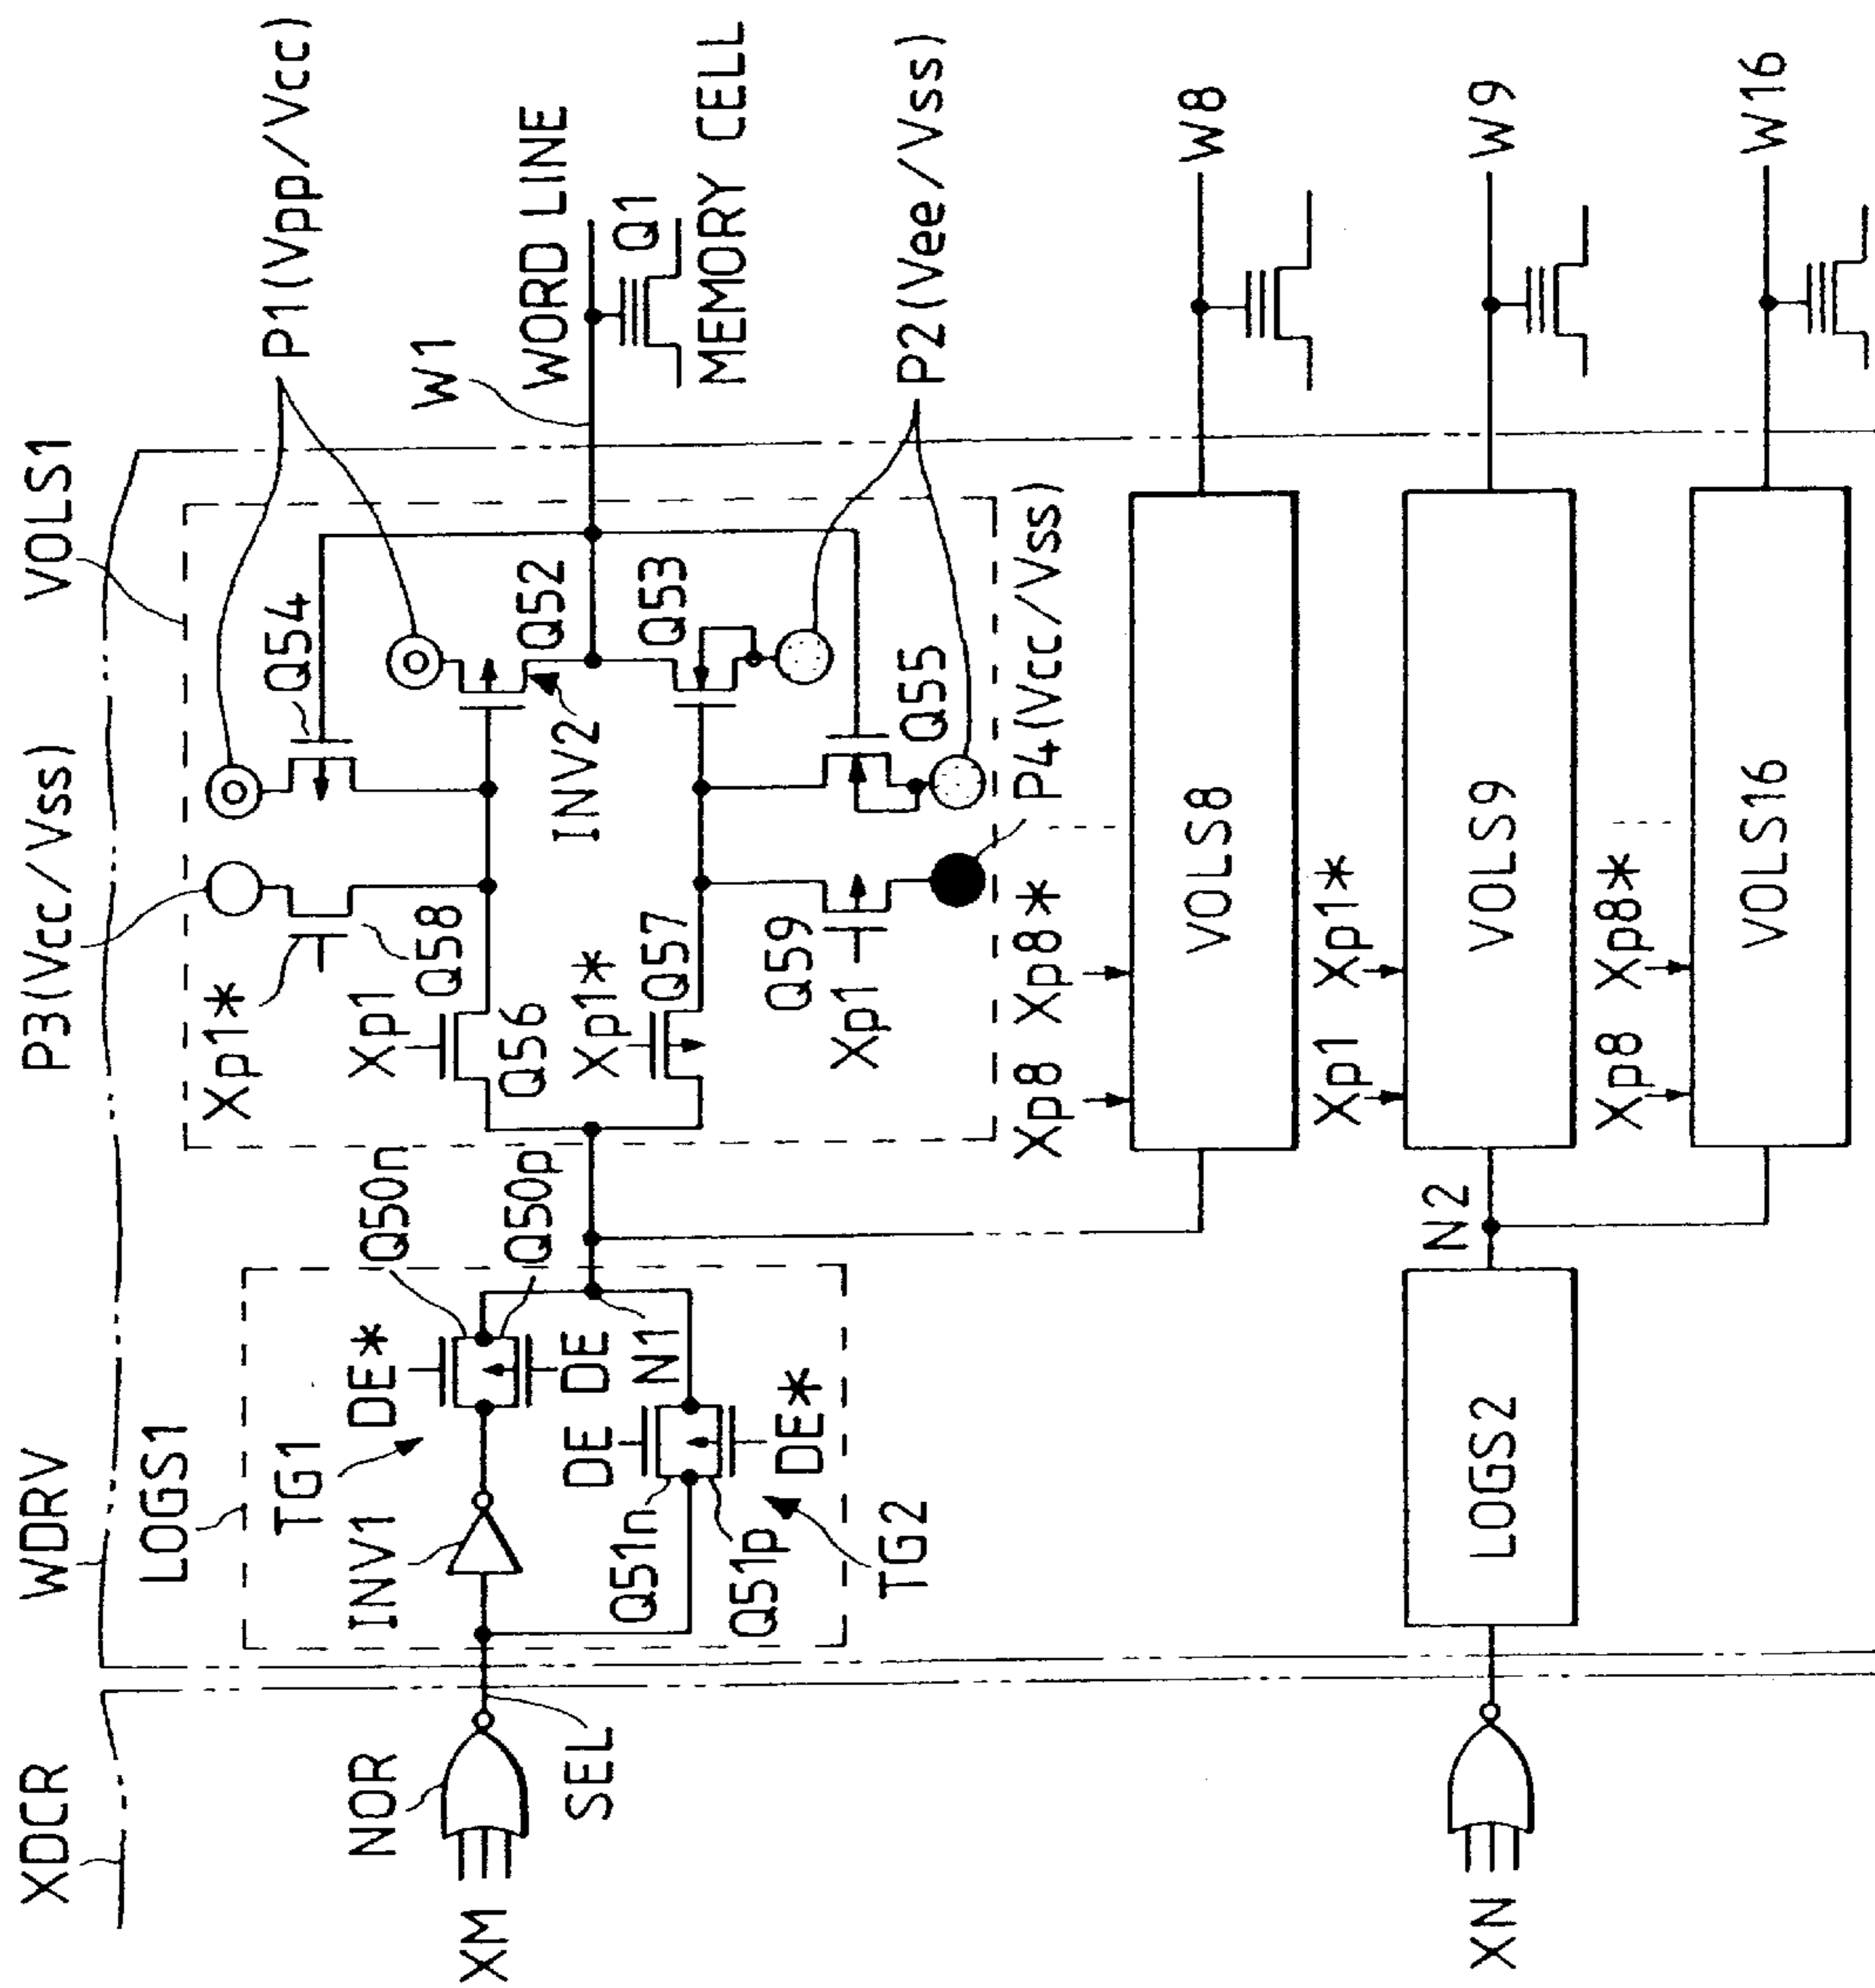 XDCR
WDRV
P3(Vcc/Vss)
VOLS1
P1(Vpp/Vcc)
LOGS1
Xp1*
Q54
W1
TG1
DE*
Q50n
Xp1
Q58
WORD LINE
NOR
INV1
Q50p
Q56
Xp1*
INV2
Q52
Q1
XM
SEL
DE
DE
N1
Q57
Q53
MEMORY CELL
Q51n
Q51p
DE*
Q59
Xp1
Q55
P2(Vee/Vss)
TG2
P4(Vcc/Vss)
Xp8 Xp8*
VOLS8
W8
Xp1 Xp1*
N2
XN
LOGS2
VOLS9
W9
Xp8 Xp8*
VOLS16
W16